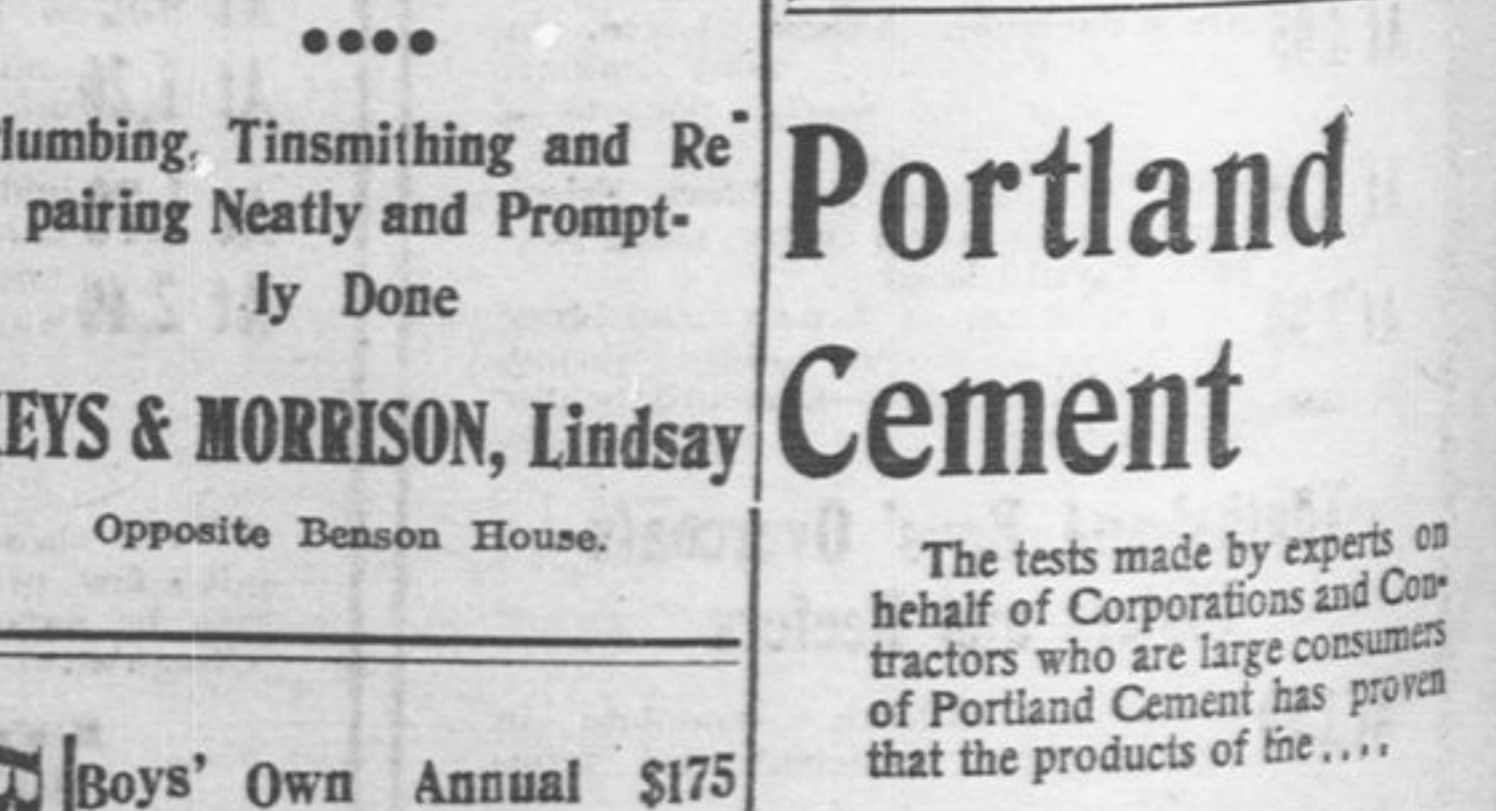 lumbing, Tinsmithing and Re-
pairing Neatly and Prompt-
ly Done
EYS & MORRISON, Lindsay
Opposite Benson House.
Boys' Own Annual $175
Portland
Cement
The tests made by experts on
hehalf of Corporations and Con-
tractors who are large consumers
of Portland Cement has proven
that the products of the....